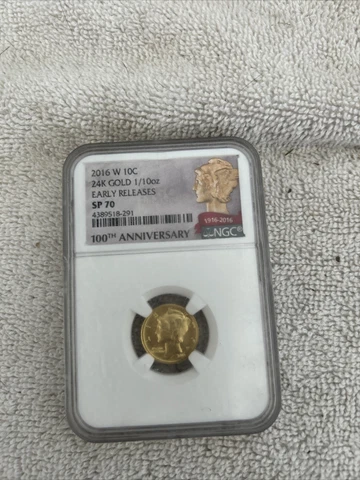 2016 W 10C
24K GOLD 1/10oz
EARLY RELEASES
SP 70
4389518-291
100TH ANNIVERSARY
1916-2016
NGC